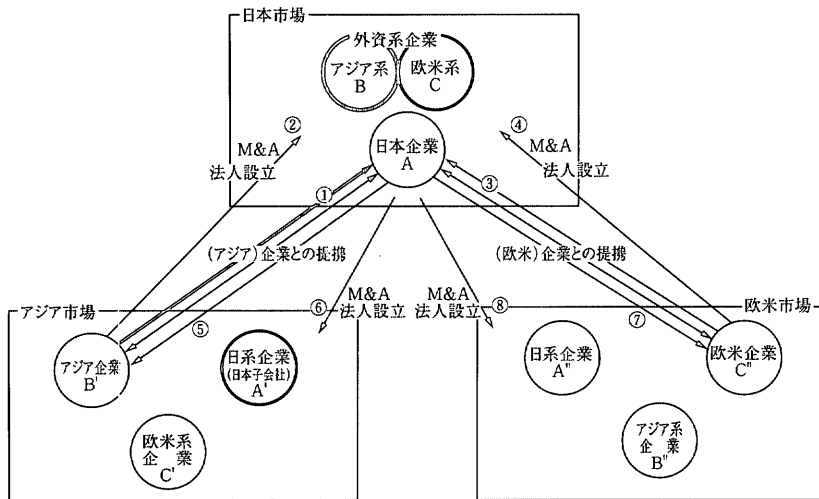 日本市場
外資系企業
アジア系
B
欧米系
C
②
④
日本企業
A
M&A
法人設立
M&A
法人設立
①
③
(アジア)企業との提携
(欧米)企業との提携
アジア市場
⑥
M&A
法人設立
M&A
法人設立
⑧
欧米市場
⑤
⑦
アジア企業
B'
日系企業
(日本子会社)
A'
日系企業
A"
欧米企業
C"
欧米系
企業
C'
アジア系
企業
B"